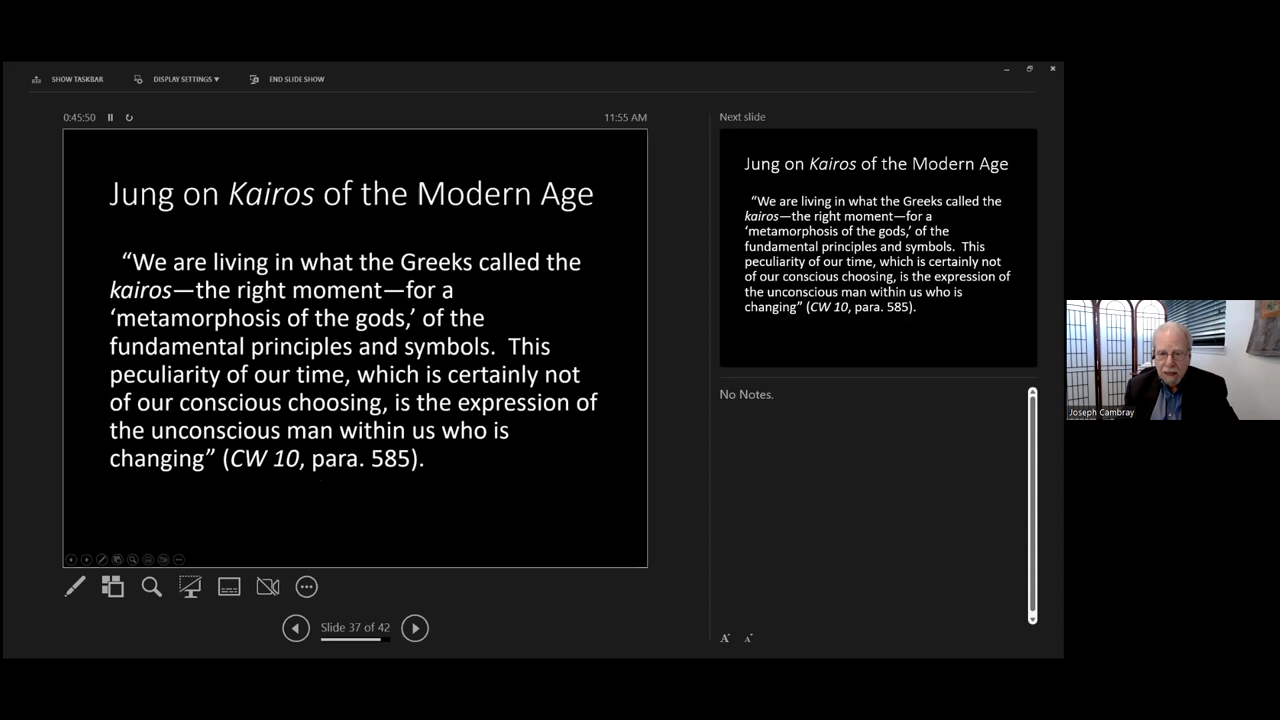 SHOW TASKBAR
DISPLAY SETTINGS ▾
END SLIDE SHOW
0:45:50
11:55 AM
Jung on Kairos of the Modern Age
“We are living in what the Greeks called the
kairos—the right moment—for a
‘metamorphosis of the gods,’ of the
fundamental principles and symbols.  This
peculiarity of our time, which is certainly not
of our conscious choosing, is the expression of
the unconscious man within us who is
changing” (CW 10, para. 585).
Slide 37 of 42
Next slide
Jung on Kairos of the Modern Age
“We are living in what the Greeks called the
kairos—the right moment—for a
‘metamorphosis of the gods,’ of the
fundamental principles and symbols.  This
peculiarity of our time, which is certainly not
of our conscious choosing, is the expression of
the unconscious man within us who is
changing” (CW 10, para. 585).
No Notes.
A
A
Joseph Cambray